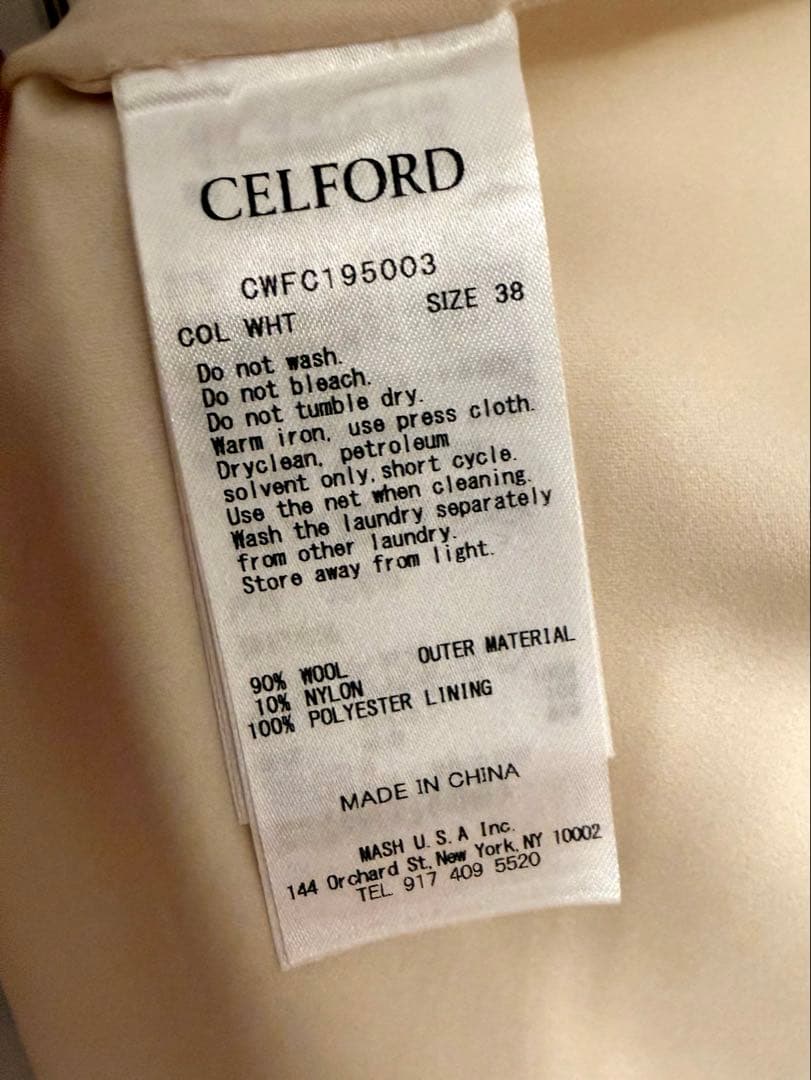 CELFORD
CWFC195003
COL WHT SIZE 38
Do not wash.
Do not bleach.
Do not tumble dry.
Warm iron, use press cloth.
Dryclean, petroleum
solvent only, short cycle.
Use the net when cleaning.
Wash the laundry separately
from other laundry.
Store away from light.
90% WOOL OUTER MATERIAL
10% NYLON
100% POLYESTER LINING
MADE IN CHINA
MASH U.S.A Inc.
144 Orchard St, New York, NY 10002
TEL 917 409 5520